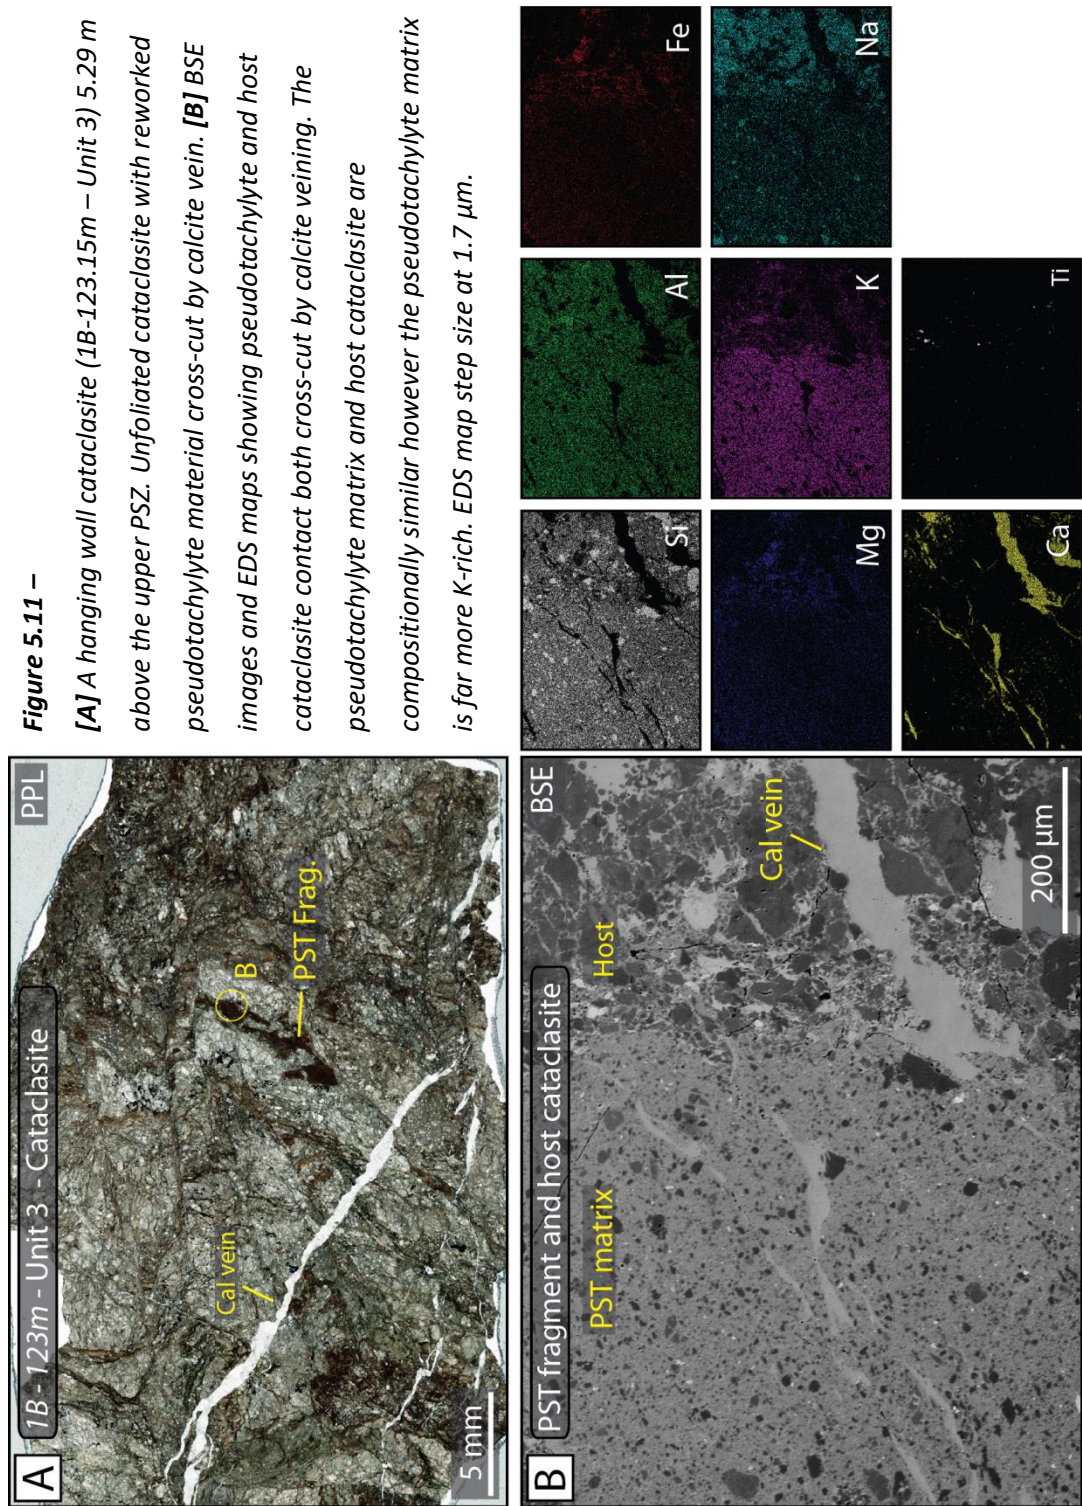 Figure 5.11 –
[A] A hanging wall cataclasite (1B-123.15m – Unit 3) 5.29 m
above the upper PSZ. Unfoliated cataclasite with reworked
pseudotachylyte material cross-cut by calcite vein. [B] BSE
images and EDS maps showing pseudotachylyte and host
cataclasite contact both cross-cut by calcite veining. The
pseudotachylyte matrix and host cataclasite are
compositionally similar however the pseudotachylyte matrix
is far more K-rich. EDS map step size at 1.7 µm.
A
1B - 123m - Unit 3 - Cataclasite
PPL
Cal vein
B
PST Frag.
5 mm
B
PST fragment and host cataclasite
BSE
PST matrix
Host
Cal vein
200 µm
Si
Al
Fe
Mg
K
Na
Ca
Ti